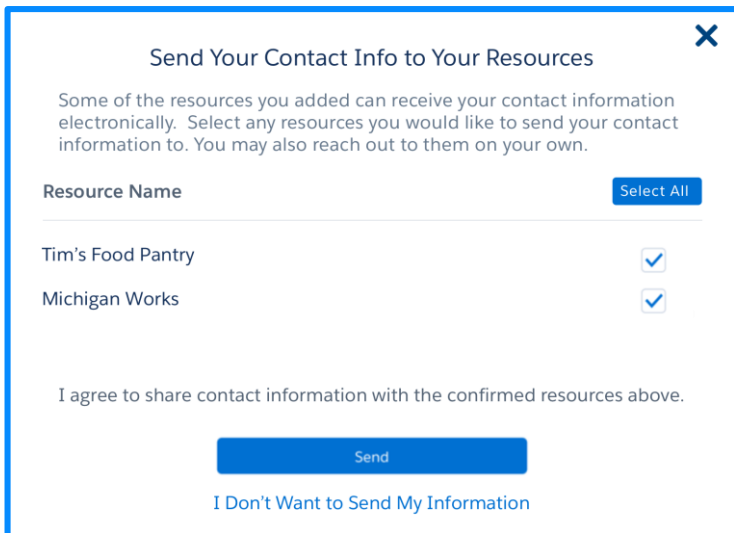 Send Your Contact Info to Your Resources
Some of the resources you added can receive your contact information
electronically.  Select any resources you would like to send your contact
information to. You may also reach out to them on your own.
Resource Name
Select All
Tim’s Food Pantry
Michigan Works
I agree to share contact information with the confirmed resources above.
Send
I Don’t Want to Send My Information